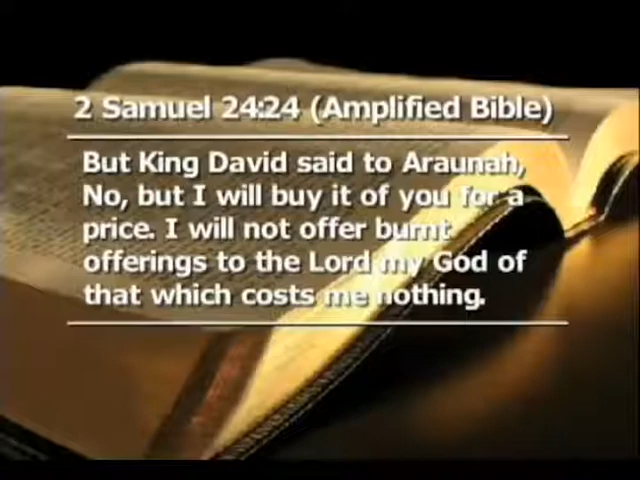 2 Samuel 24:24 (Amplified Bible)
But King David said to Araunah,
No, but I will buy it of you for a
price. I will not offer burnt
offerings to the Lord my God of
that which costs me nothing.